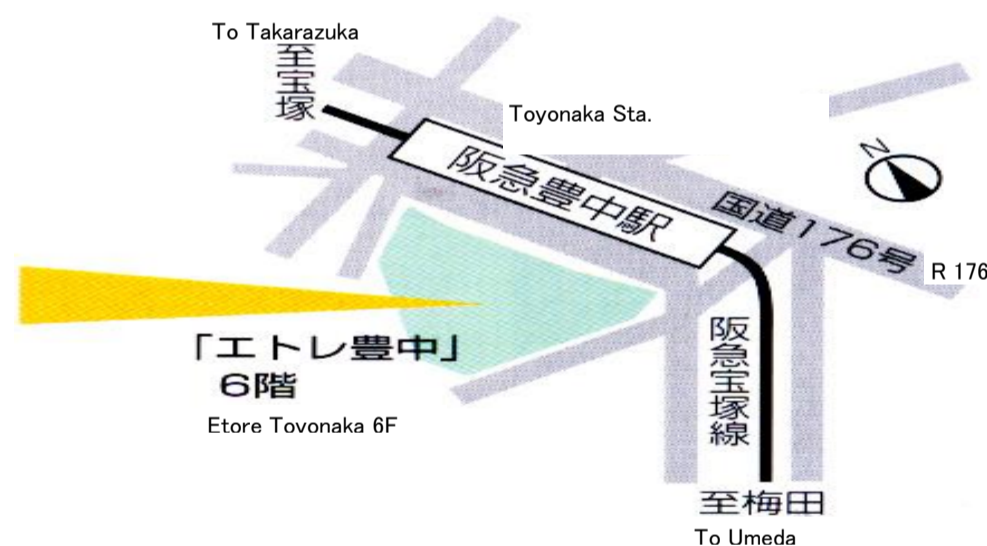 To Takarazuka
至宝塚
Toyonaka Sta.
阪急豊中駅
N
国道176号
R 176
「エトレ豊中」
6階
Etore Toyonaka 6F
阪急宝塚線
至梅田
To Umeda